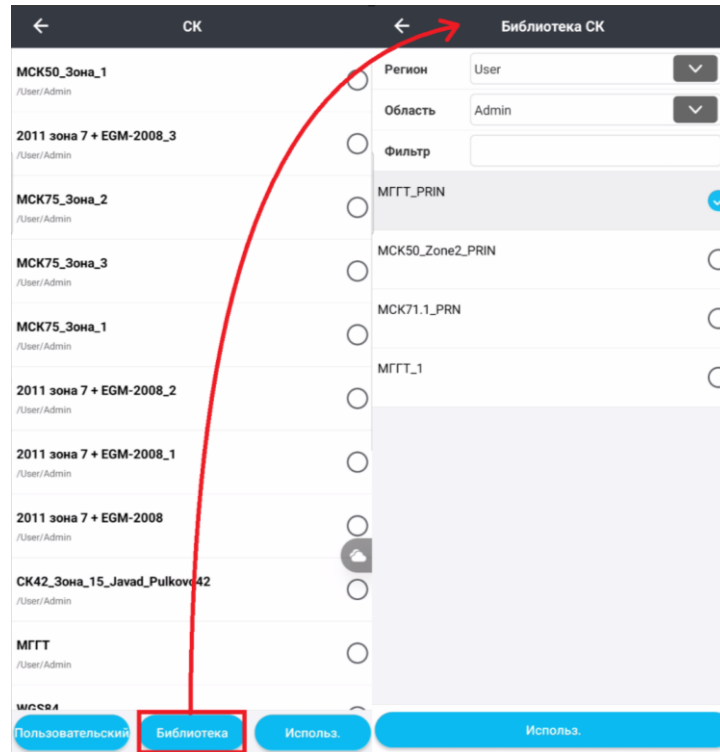 СК
МСК50_Зона_1
/User/Admin
2011 зона 7 + EGM-2008_3
/User/Admin
МСК75_Зона_2
/User/Admin
МСК75_Зона_3
/User/Admin
МСК75_Зона_1
/User/Admin
2011 зона 7 + EGM-2008_2
/User/Admin
2011 зона 7 + EGM-2008_1
/User/Admin
2011 зона 7 + EGM-2008
/User/Admin
СК42_Зона_15_Javad_Pulkovo42
/User/Admin
МГГТ
/User/Admin
WGS84
Пользовательский
Библиотека
Использ.
Библиотека СК
Регион
User
Область
Admin
Фильтр
МГГТ_PRIN
МСК50_Zone2_PRIN
МСК71.1_PRN
МГГТ_1
Использ.